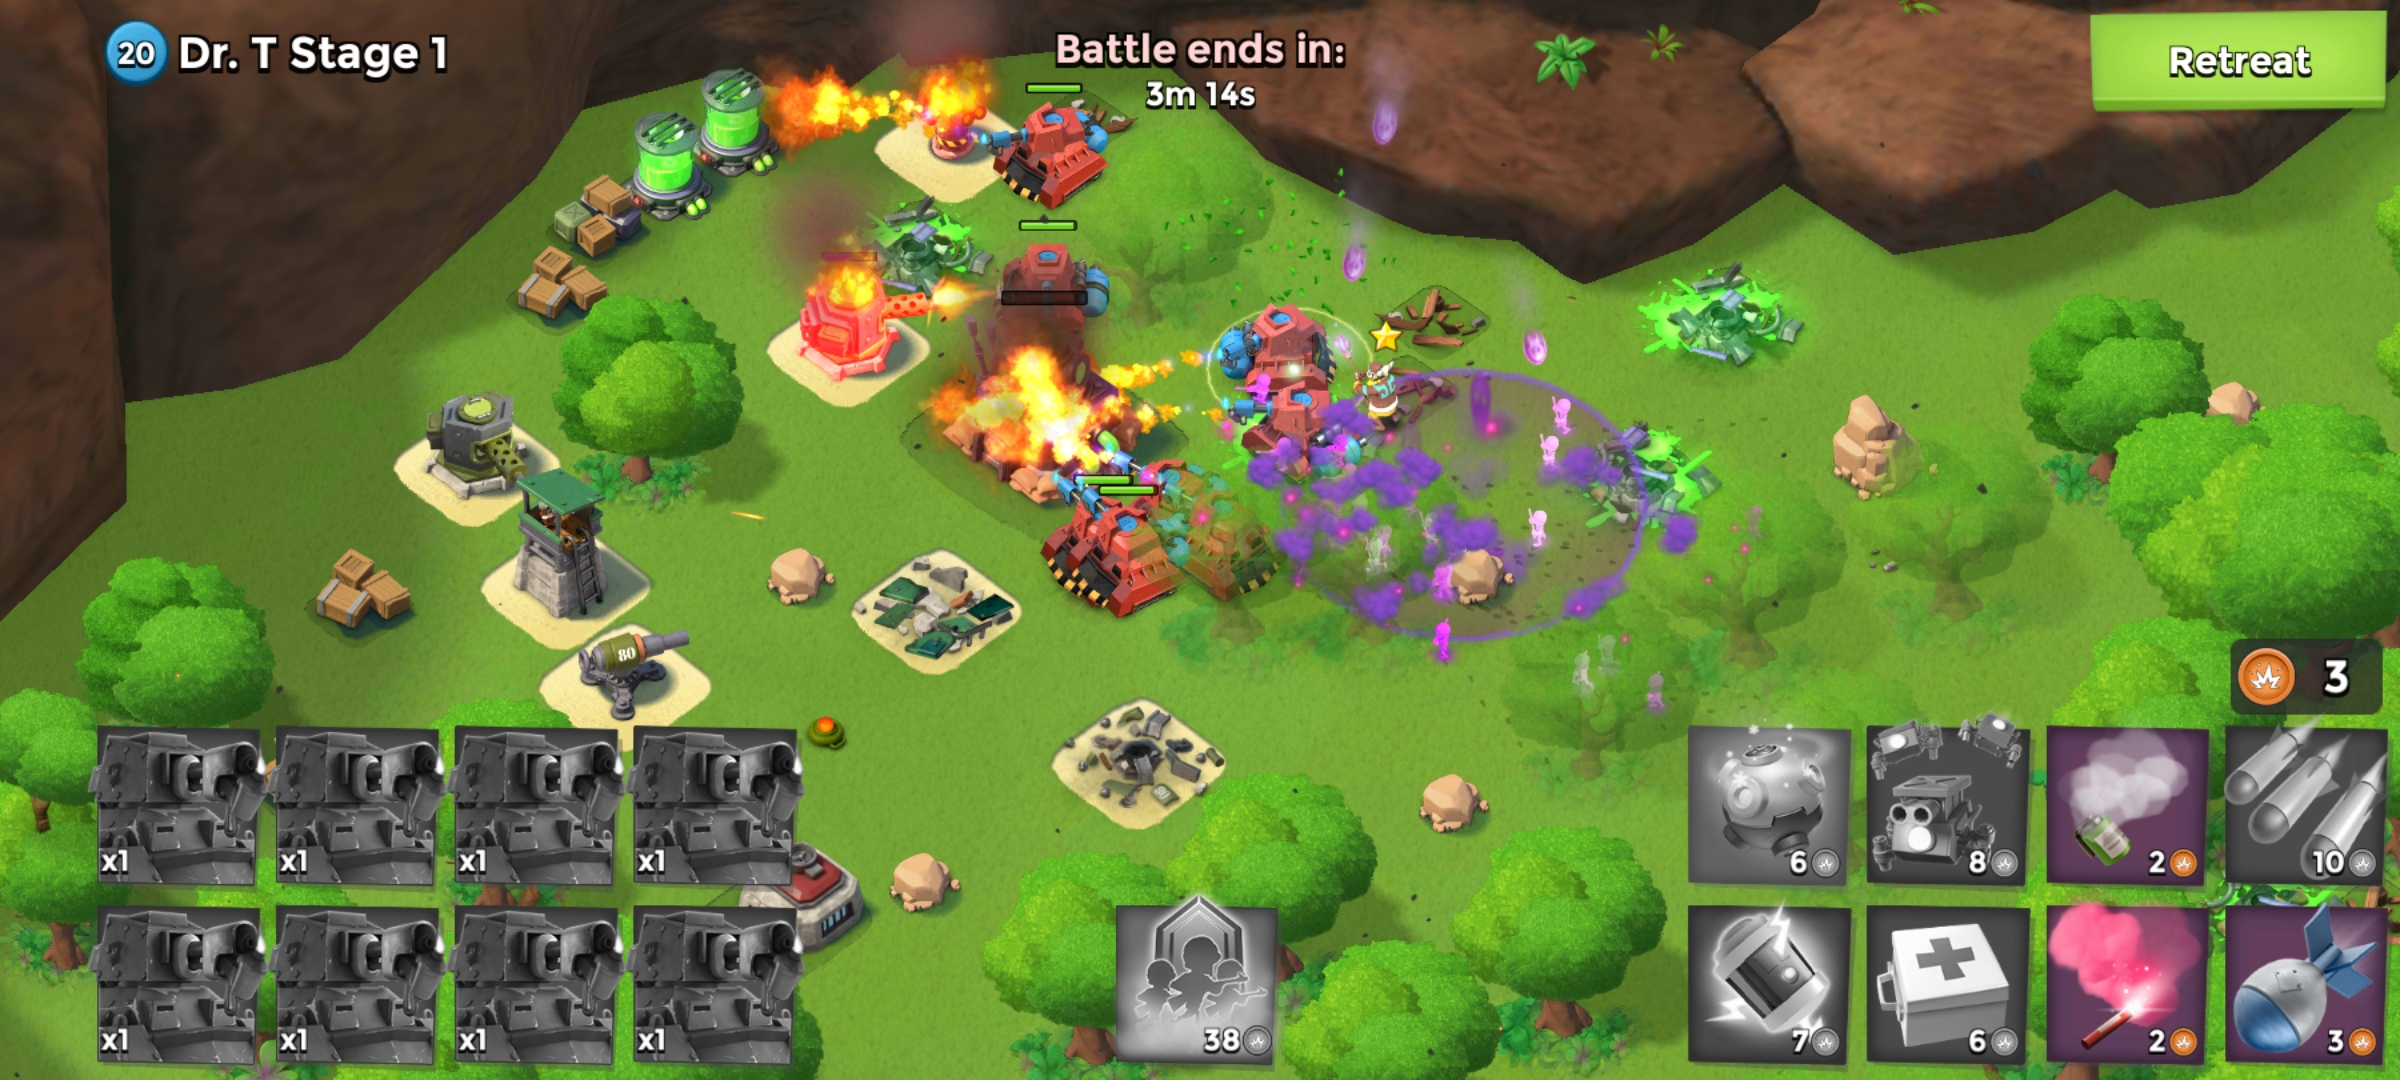 20 Dr. T Stage 1
Battle ends in:
3m 14s
Retreat
80
3
x1 x1 x1 x1
6 8 2 10
80
x1 x1 x1 x1
38
7 6 2 3